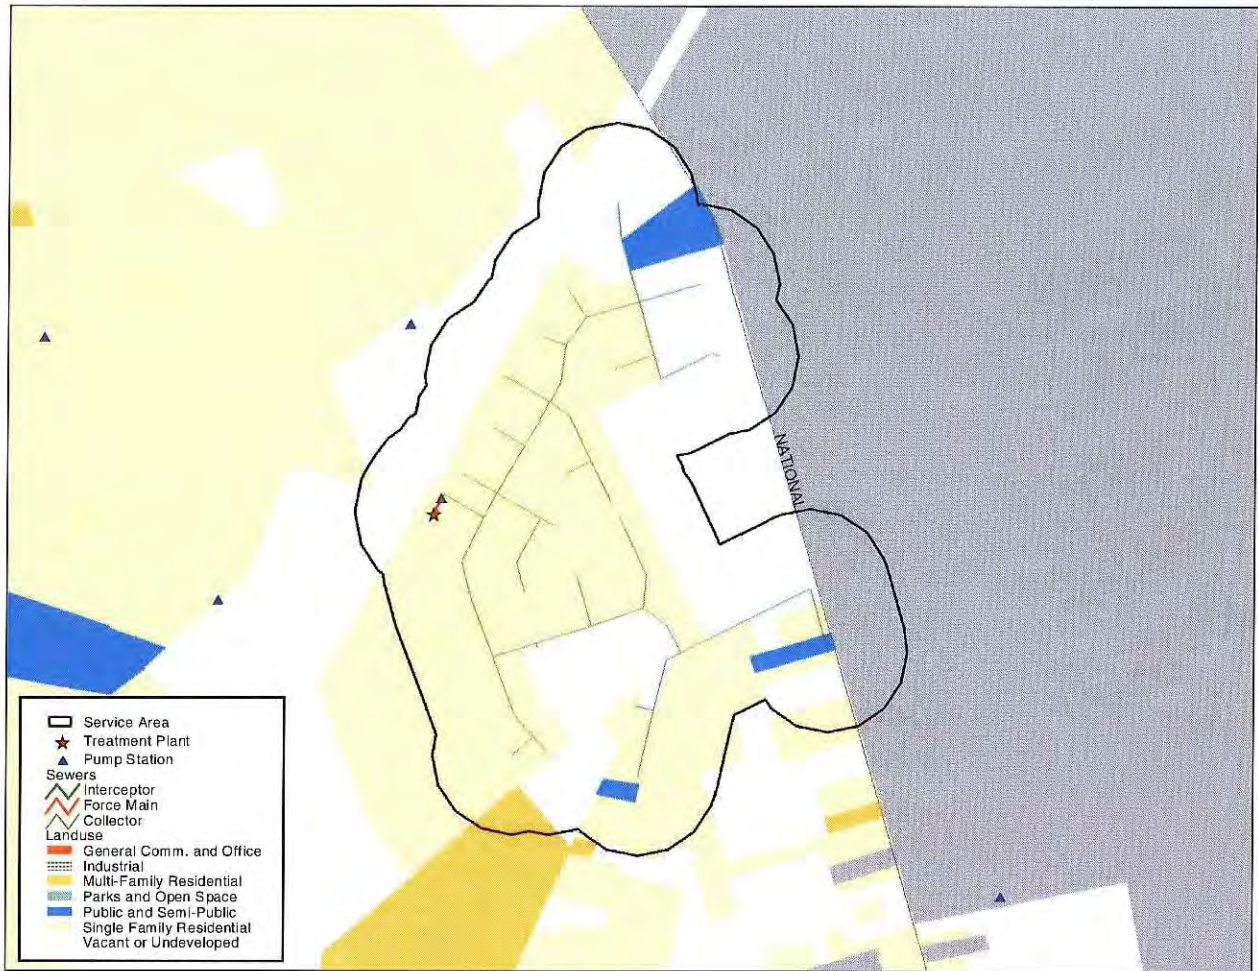 NATIONAL
Service Area
Treatment Plant
Pump Station
Sewers
Interceptor
Force Main
Collector
Landuse
General Comm. and Office
Industrial
Multi-Family Residential
Parks and Open Space
Public and Semi-Public
Single Family Residential
Vacant or Undeveloped